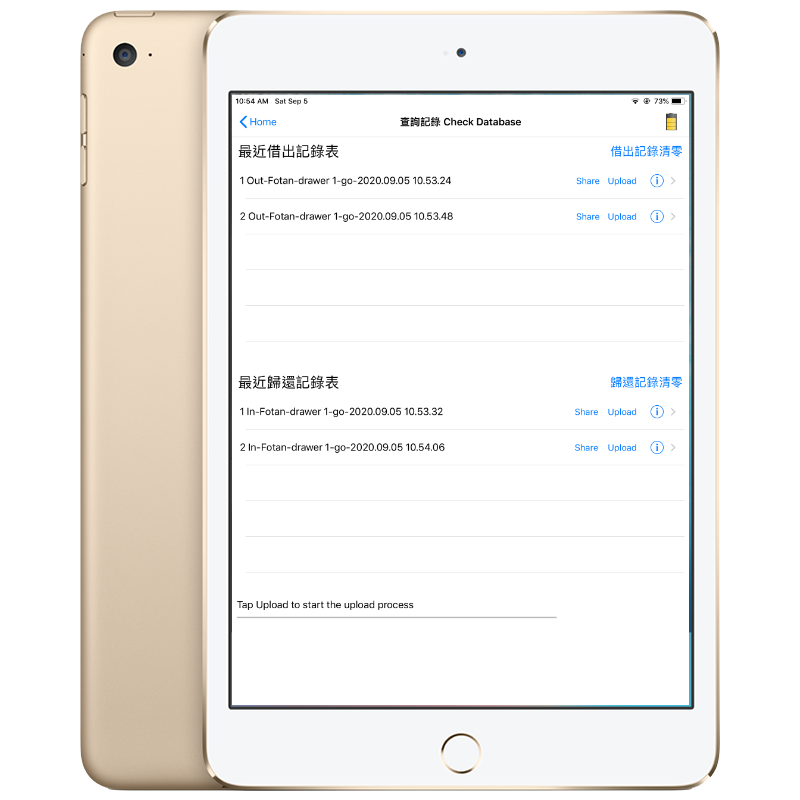 10:54 AM Sat Sep 5 73%
Home 查詢記錄 Check Database
最近借出記錄表 借出記錄清零
1 Out-Fotan-drawer 1-go-2020.09.05 10.53.24 Share Upload
2 Out-Fotan-drawer 1-go-2020.09.05 10.53.48 Share Upload
最近歸還記錄表 歸還記錄清零
1 In-Fotan-drawer 1-go-2020.09.05 10.53.32 Share Upload
2 In-Fotan-drawer 1-go-2020.09.05 10.54.06 Share Upload
Tap Upload to start the upload process